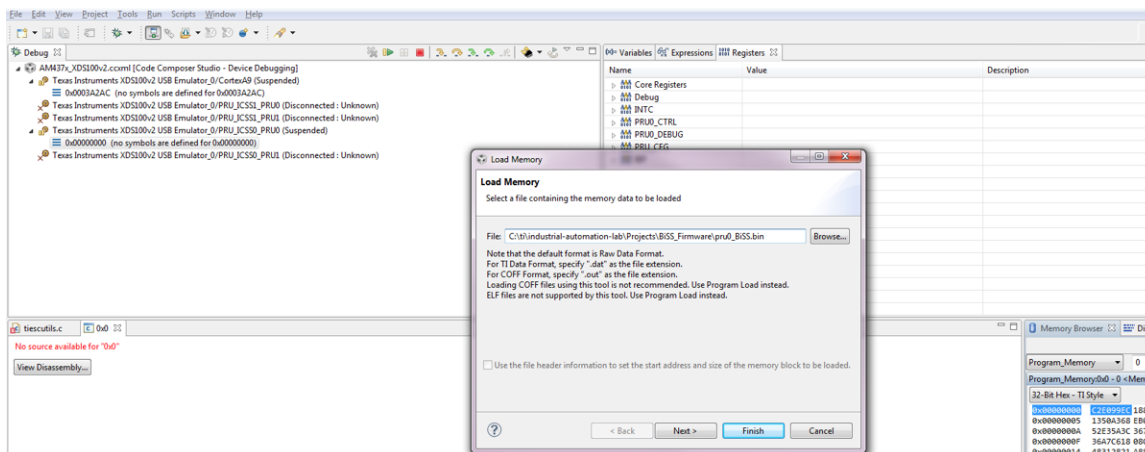 File Edit View Project Tools Run Scripts Window Help
Debug
AM437x_XDS100v2.ccxml [Code Composer Studio - Device Debugging]
Texas Instruments XDS100v2 USB Emulator_0/CortexA9 (Suspended)
0x0003A2AC (no symbols are defined for 0x0003A2AC)
Texas Instruments XDS100v2 USB Emulator_0/PRU_ICSS1_PRU0 (Disconnected : Unknown)
Texas Instruments XDS100v2 USB Emulator_0/PRU_ICSS1_PRU1 (Disconnected : Unknown)
Texas Instruments XDS100v2 USB Emulator_0/PRU_ICSS0_PRU0 (Suspended)
0x00000000 (no symbols are defined for 0x00000000)
Texas Instruments XDS100v2 USB Emulator_0/PRU_ICSS0_PRU1 (Disconnected : Unknown)
(x)= Variables Expressions Registers
Name Value Description
Core Registers
Debug
INTC
PRU0_CTRL
PRU0_DEBUG
PRU_CFG
Load Memory
Load Memory
Select a file containing the memory data to be loaded
File: C:\ti\industrial-automation-lab\Projects\BiSS_Firmware\pru0_BiSS.bin Browse...
Note that the default format is Raw Data Format.
For TI Data Format, specify ".dat" as the file extension.
For COFF Format, specify ".out" as the file extension.
Loading COFF files using this tool is not recommended. Use Program Load instead.
ELF files are not supported by this tool. Use Program Load instead.
Use the file header information to set the start address and size of the memory block to be loaded.
< Back Next > Finish Cancel
tiescutils.c 0x0
No source available for "0x0"
View Disassembly...
Memory Browser Di
Program_Memory 0
Program_Memory:0x0 - 0 <Mem
32-Bit Hex - TI Style
0x00000000 C2E099EC 188
0x00000005 1350A368 EB
0x0000000A 52E35A3C 367
0x0000000F 36A7C618 080
0x00000014 48312821